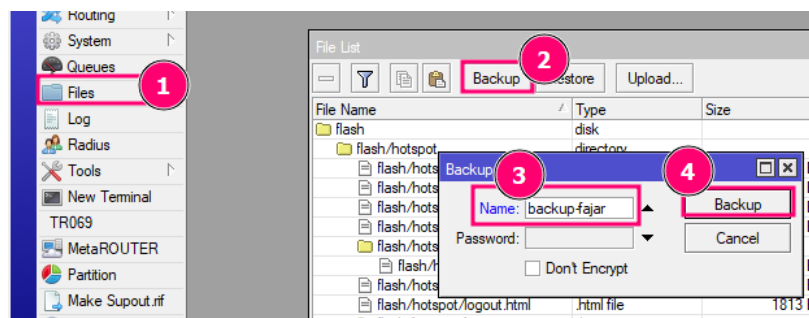 Routing
System
Queues
Files
Log
Radius
Tools
New Terminal
TR069
MetaROUTER
Partition
Make Supout.rif
1
File List
2
Backup
Upload...
File Name
Type
Size
flash
disk
flash/hotspot
directory
flash/hots
flash/hots
flash/hots
flash/hots
flash/hots
flash/h
flash/hots
flash/hotspot/logout.html
.html file
1813
Backup
3
4
Name:
backup-fajar
Backup
Password:
Cancel
Don't Encrypt